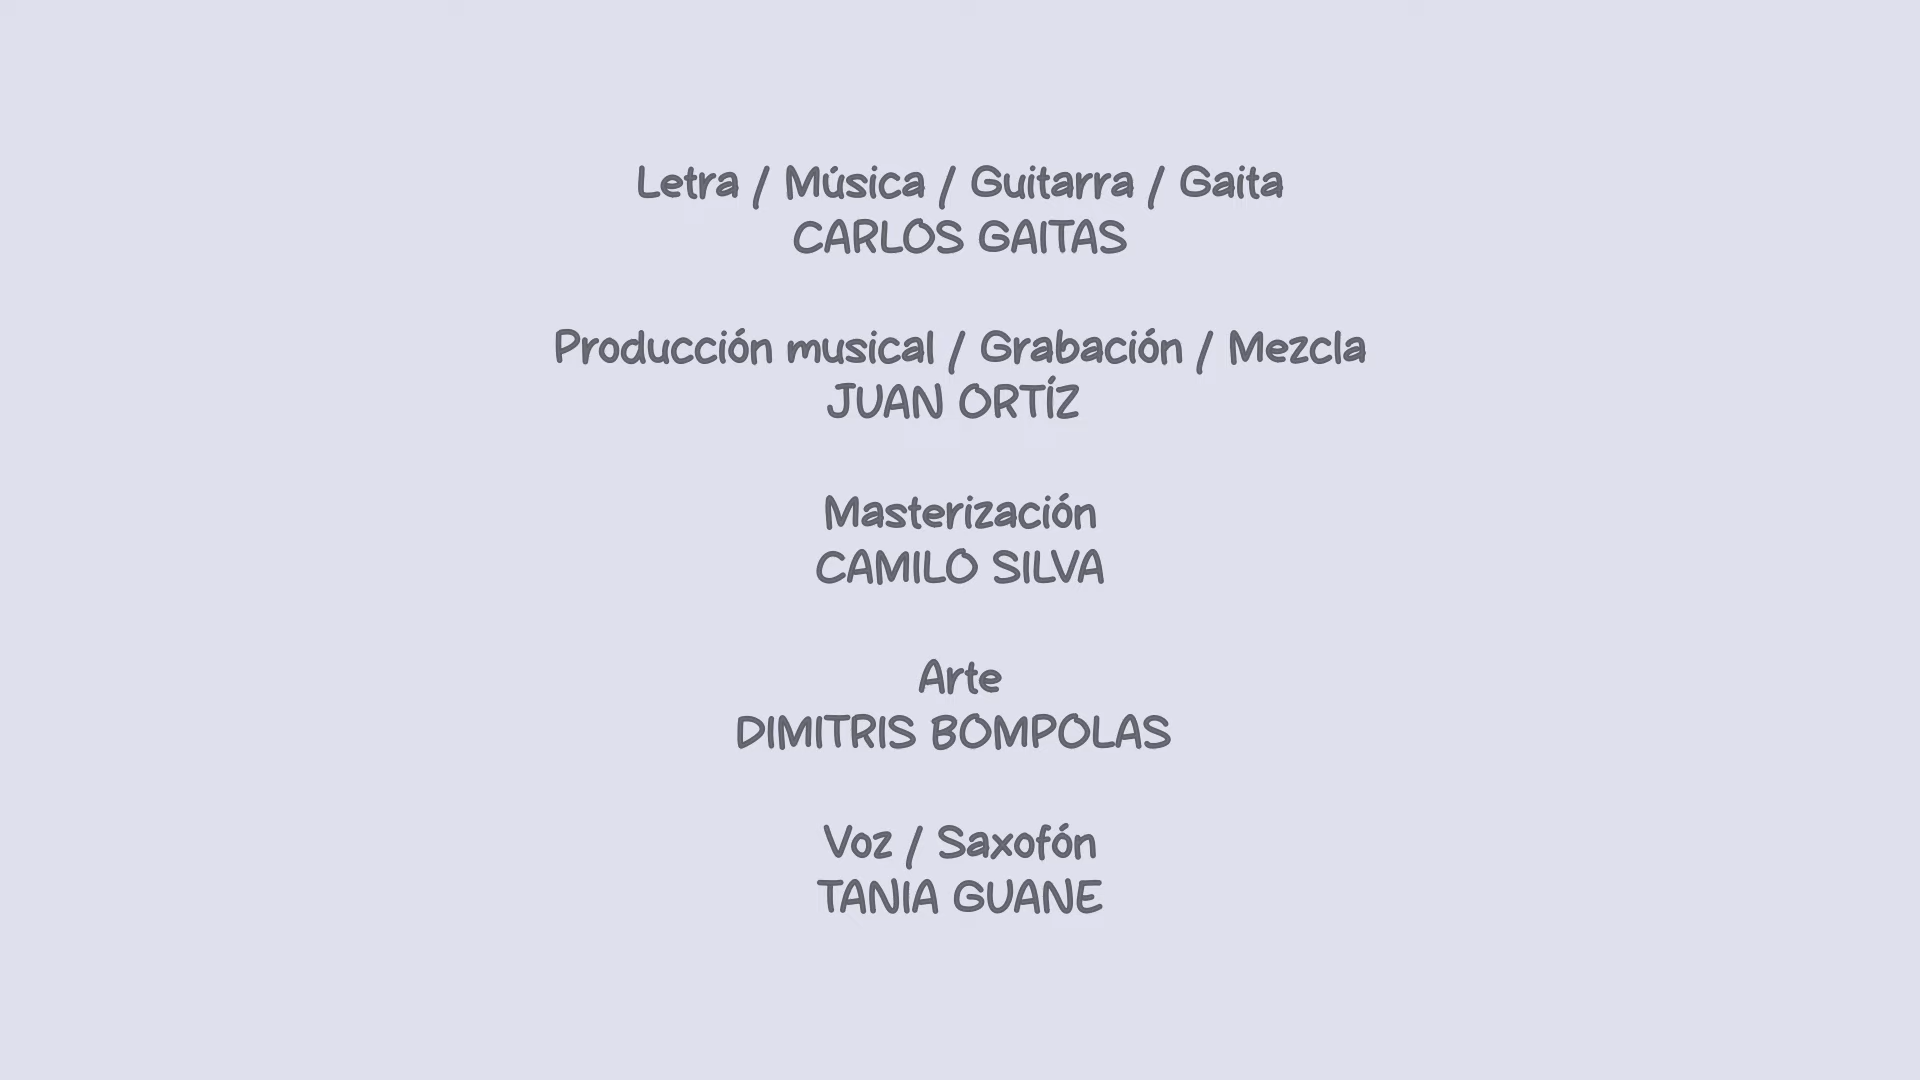 Letra / Música / Guitarra / Gaita
CARLOS GAITAS
Producción musical / Grabación / Mezcla
JUAN ORTÍZ
Masterización
CAMILO SILVA
Arte
DIMITRIS BOMPOLAS
Voz / Saxofón
TANIA GUANE